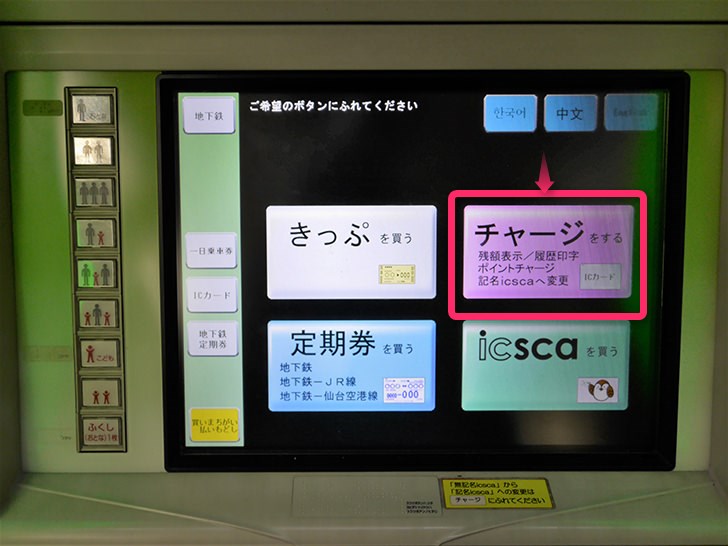 地下鉄
ご希望のボタンにふれてください
한국어
中文
English
きっぷ を買う
チャージをする
残額表示／履歴印字
ポイントチャージ
記名icscaへ変更
ICカード
一日乗車券
ICカード
地下鉄
定期券
定期券 を買う
地下鉄
地下鉄－JR線
地下鉄－仙台空港線
000-000
icsca を買う
買いまちがい
払いもどし
こども
ふくし
(おとな)1枚
「無記名icsca」から
「記名icsca」への変更は
チャージ にふれてください